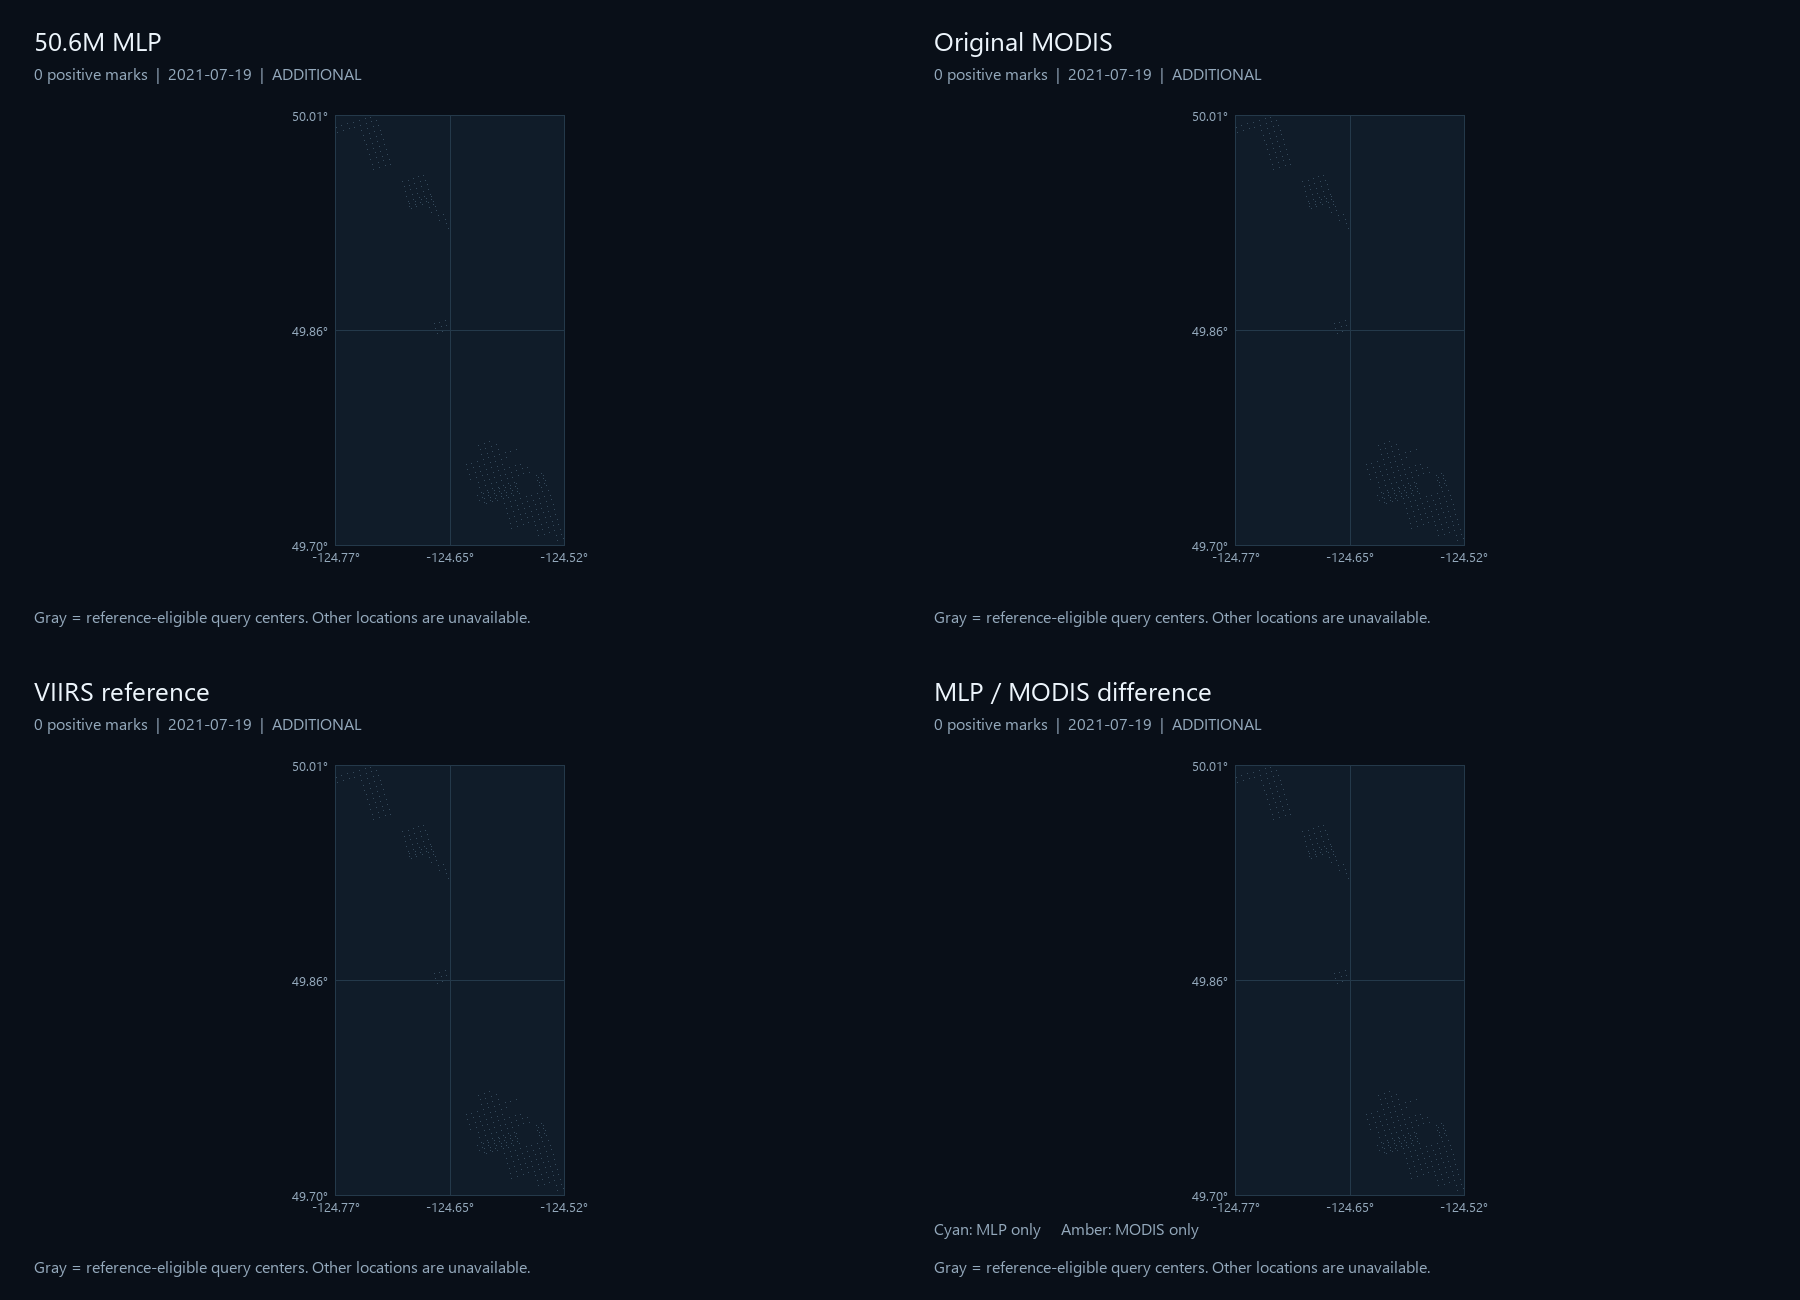 50.6M MLP
0 positive marks | 2021-07-19 | ADDITIONAL
50.01°
49.86°
49.70°
-124.77°
-124.65°
-124.52°
Gray = reference-eligible query centers. Other locations are unavailable.
Original MODIS
0 positive marks | 2021-07-19 | ADDITIONAL
50.01°
49.86°
49.70°
-124.77°
-124.65°
-124.52°
Gray = reference-eligible query centers. Other locations are unavailable.
VIIRS reference
0 positive marks | 2021-07-19 | ADDITIONAL
50.01°
49.86°
49.70°
-124.77°
-124.65°
-124.52°
Gray = reference-eligible query centers. Other locations are unavailable.
MLP / MODIS difference
0 positive marks | 2021-07-19 | ADDITIONAL
50.01°
49.86°
49.70°
-124.77°
-124.65°
-124.52°
Cyan: MLP only Amber: MODIS only
Gray = reference-eligible query centers. Other locations are unavailable.